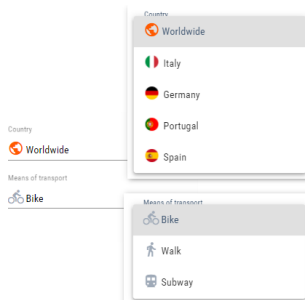 Country
Worldwide
Italy
Germany
Portugal
Spain
Country
Worldwide
Means of transport
Bike
Means of transport
Bike
Walk
Subway